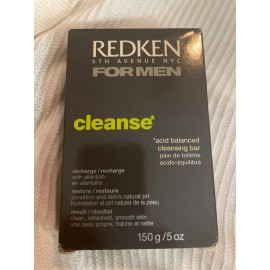 REDKEN
5TH AVENUE NYC
FOR MEN
cleanse*
*acid balanced
cleansing bar
pain de toilette
acido-équilibré
recharge/recharge
with allantoin
en allantoïne
restore/restaure
condition and skin's natural pH
hydratation et pH naturel de la peau
result/résultat
clean, refreshed, smooth skin
une peau propre, fraîche et nette
150 g/5 oz